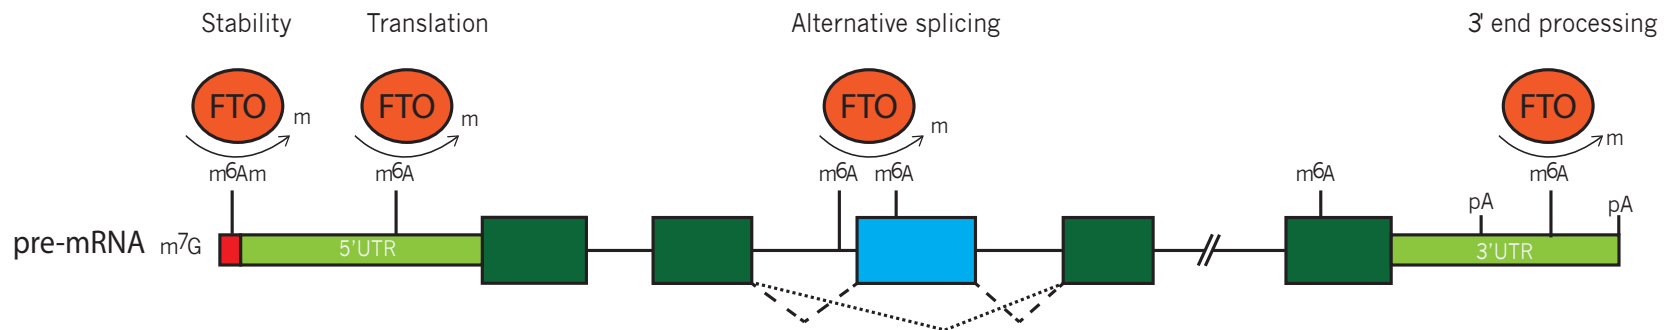 Stability Translation Alternative splicing 3' end processing
FTO FTO FTO FTO
m m m m
m6Am m6A m6A m6A m6A m6A
pA pA
pre-mRNA m7G 5'UTR 3'UTR